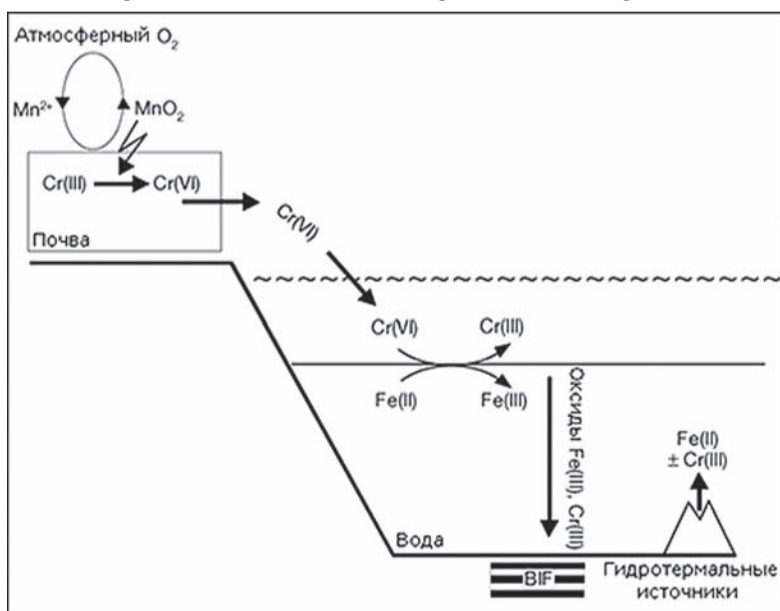 Атмосферный O₂
Mn²⁺
MnO₂
Cr(III)
Cr(VI)
Почва
Cr(VI)
Cr(VI)
Cr(III)
Fe(II)
Fe(III)
Оксиды Fe(III), Cr(III)
Fe(II)
± Cr(III)
Вода
BIF
Гидротермальные
источники